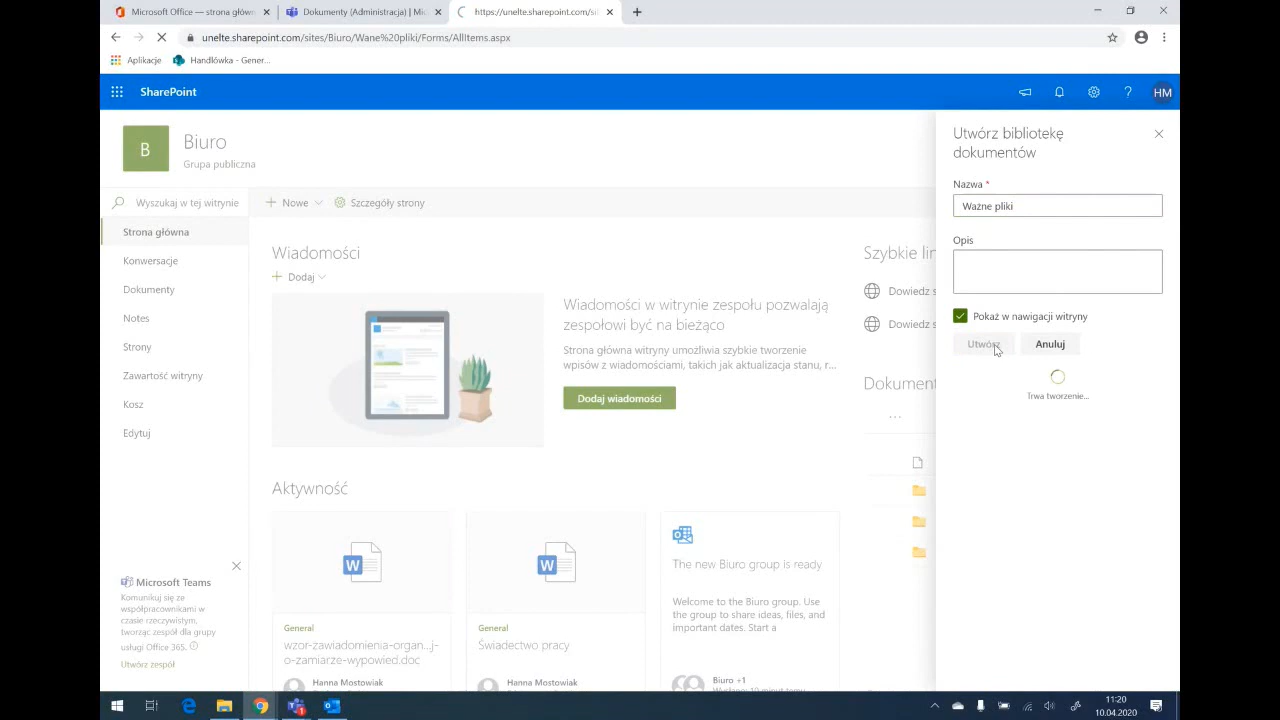 Microsoft Office — strona główn
Dokumenty (Administracja) | Mic
https://unelte.sharepoint.com/si
unelte.sharepoint.com/sites/Biuro/Wane%20pliki/Forms/AllItems.aspx
Aplikacje
Handlówka - Gener...
SharePoint
HM
B
Biuro
Grupa publiczna
Wyszukaj w tej witrynie
Nowe
Szczegóły strony
Strona główna
Konwersacje
Dokumenty
Notes
Strony
Zawartość witryny
Kosz
Edytuj
Microsoft Teams
Komunikuj się ze
współpracownikami w
czasie rzeczywistym,
tworząc zespół dla grupy
usługi Office 365.
Utwórz zespół
Wiadomości
Dodaj
Wiadomości w witrynie zespołu pozwalają
zespołowi być na bieżąco
Strona główna witryny umożliwia szybkie tworzenie
wpisów z wiadomościami, takich jak aktualizacja stanu, r...
Dodaj wiadomości
Aktywność
W
General
wzor-zawiadomienia-organ...j-
o-zamiarze-wypowied.doc
Hanna Mostowiak
W
General
Świadectwo pracy
Hanna Mostowiak
The new Biuro group is ready
Welcome to the Biuro group. Use
the group to share ideas, files, and
important dates. Start a
Biuro +1
Szybkie lin
Dowiedz s
Dowiedz s
Dokument
...
Utwórz bibliotekę
dokumentów
Nazwa *
Ważne pliki
Opis
Pokaż w nawigacji witryny
Utwórz
Anuluj
Trwa tworzenie...
11:20
10.04.2020